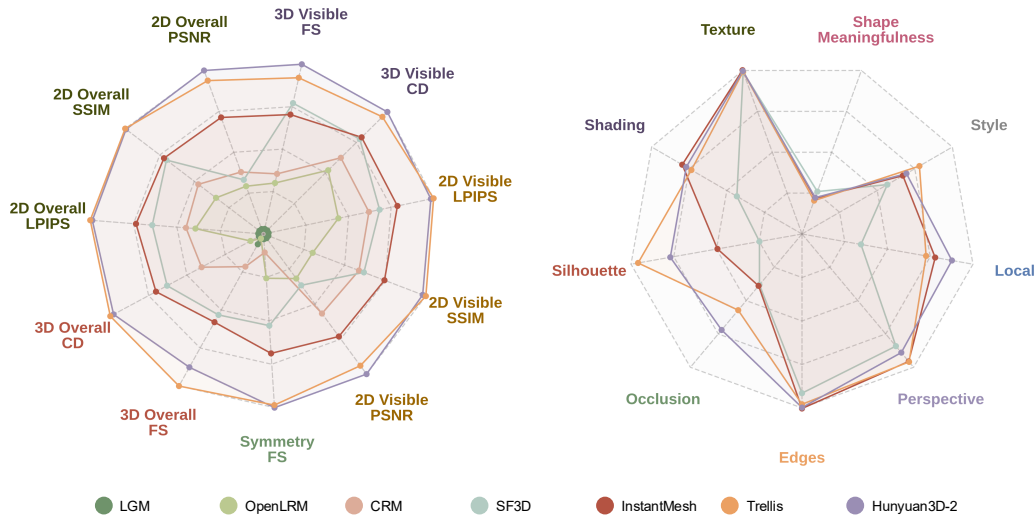 2D Overall
PSNR
3D Visible
FS
2D Overall
SSIM
3D Visible
CD
2D Overall
LPIPS
2D Visible
LPIPS
3D Overall
CD
2D Visible
SSIM
3D Overall
FS
2D Visible
PSNR
Symmetry
FS
Texture
Shape
Meaningfulness
Shading
Style
Silhouette
Local
Occlusion
Perspective
Edges
LGM
OpenLRM
CRM
SF3D
InstantMesh
Trellis
Hunyuan3D-2